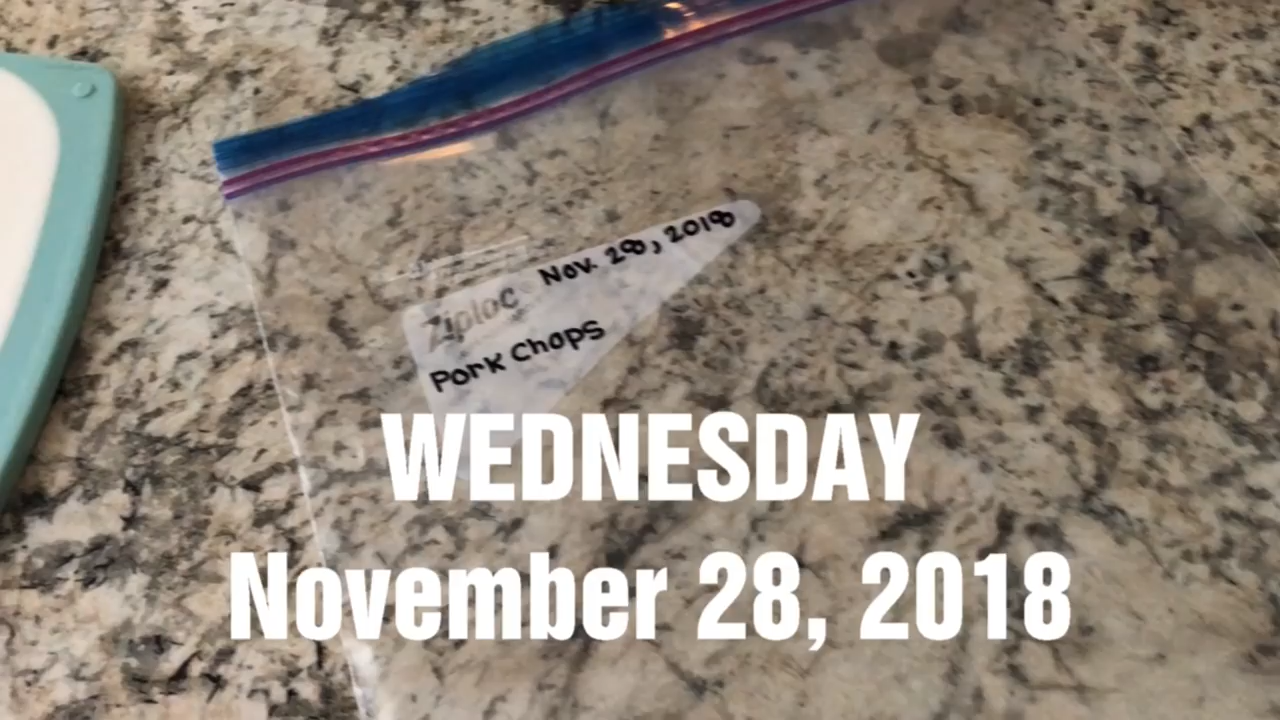 Nov. 28, 2018
Ziploc
Pork Chops
WEDNESDAY
November 28, 2018